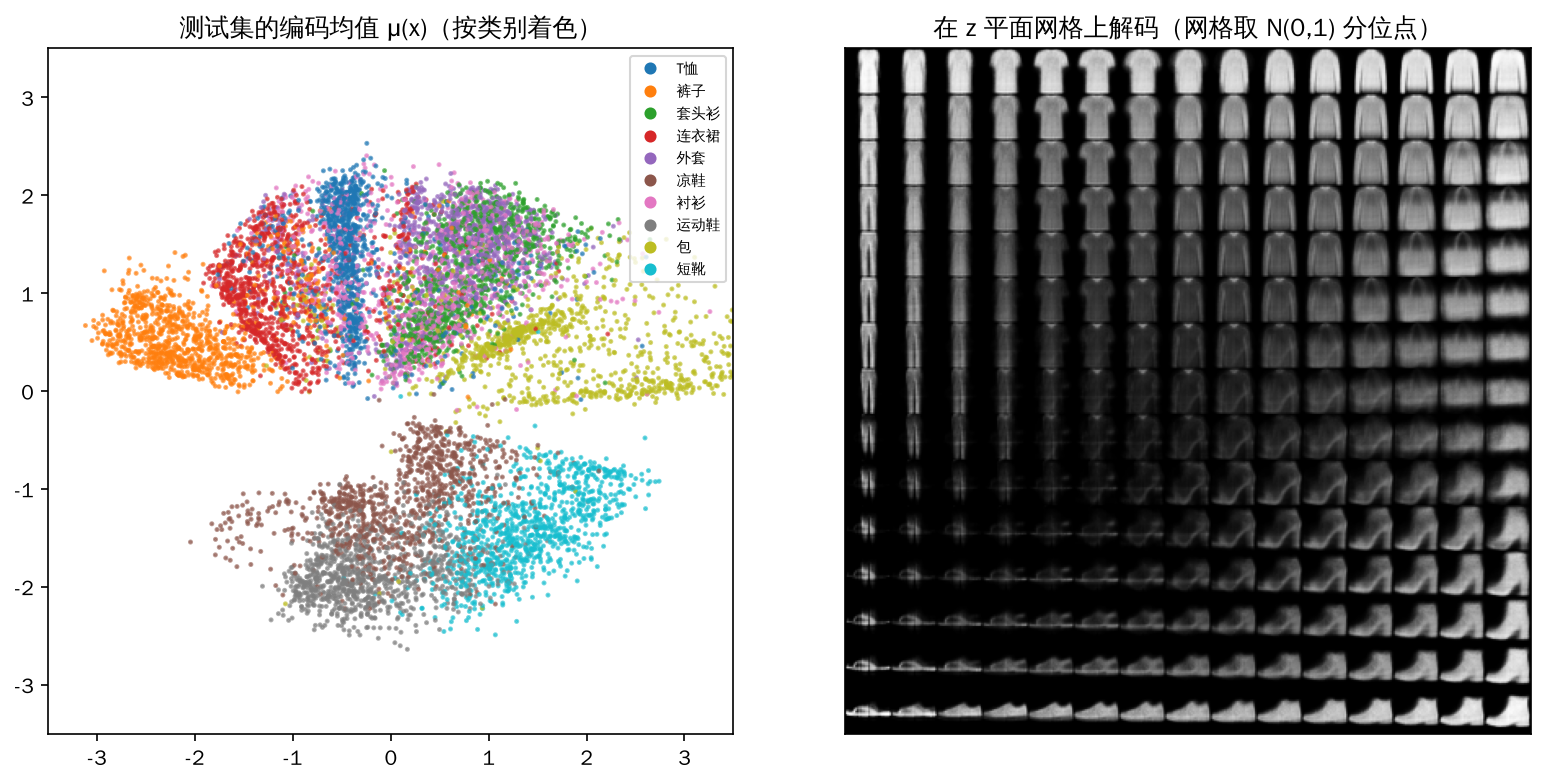 测试集的编码均值 μ(x)（按类别着色）
T恤
裤子
套头衫
连衣裙
外套
凉鞋
衬衫
运动鞋
包
短靴
3
2
1
0
-1
-2
-3
-3
-2
-1
0
1
2
3
在 z 平面网格上解码（网格取 N(0,1) 分位点）